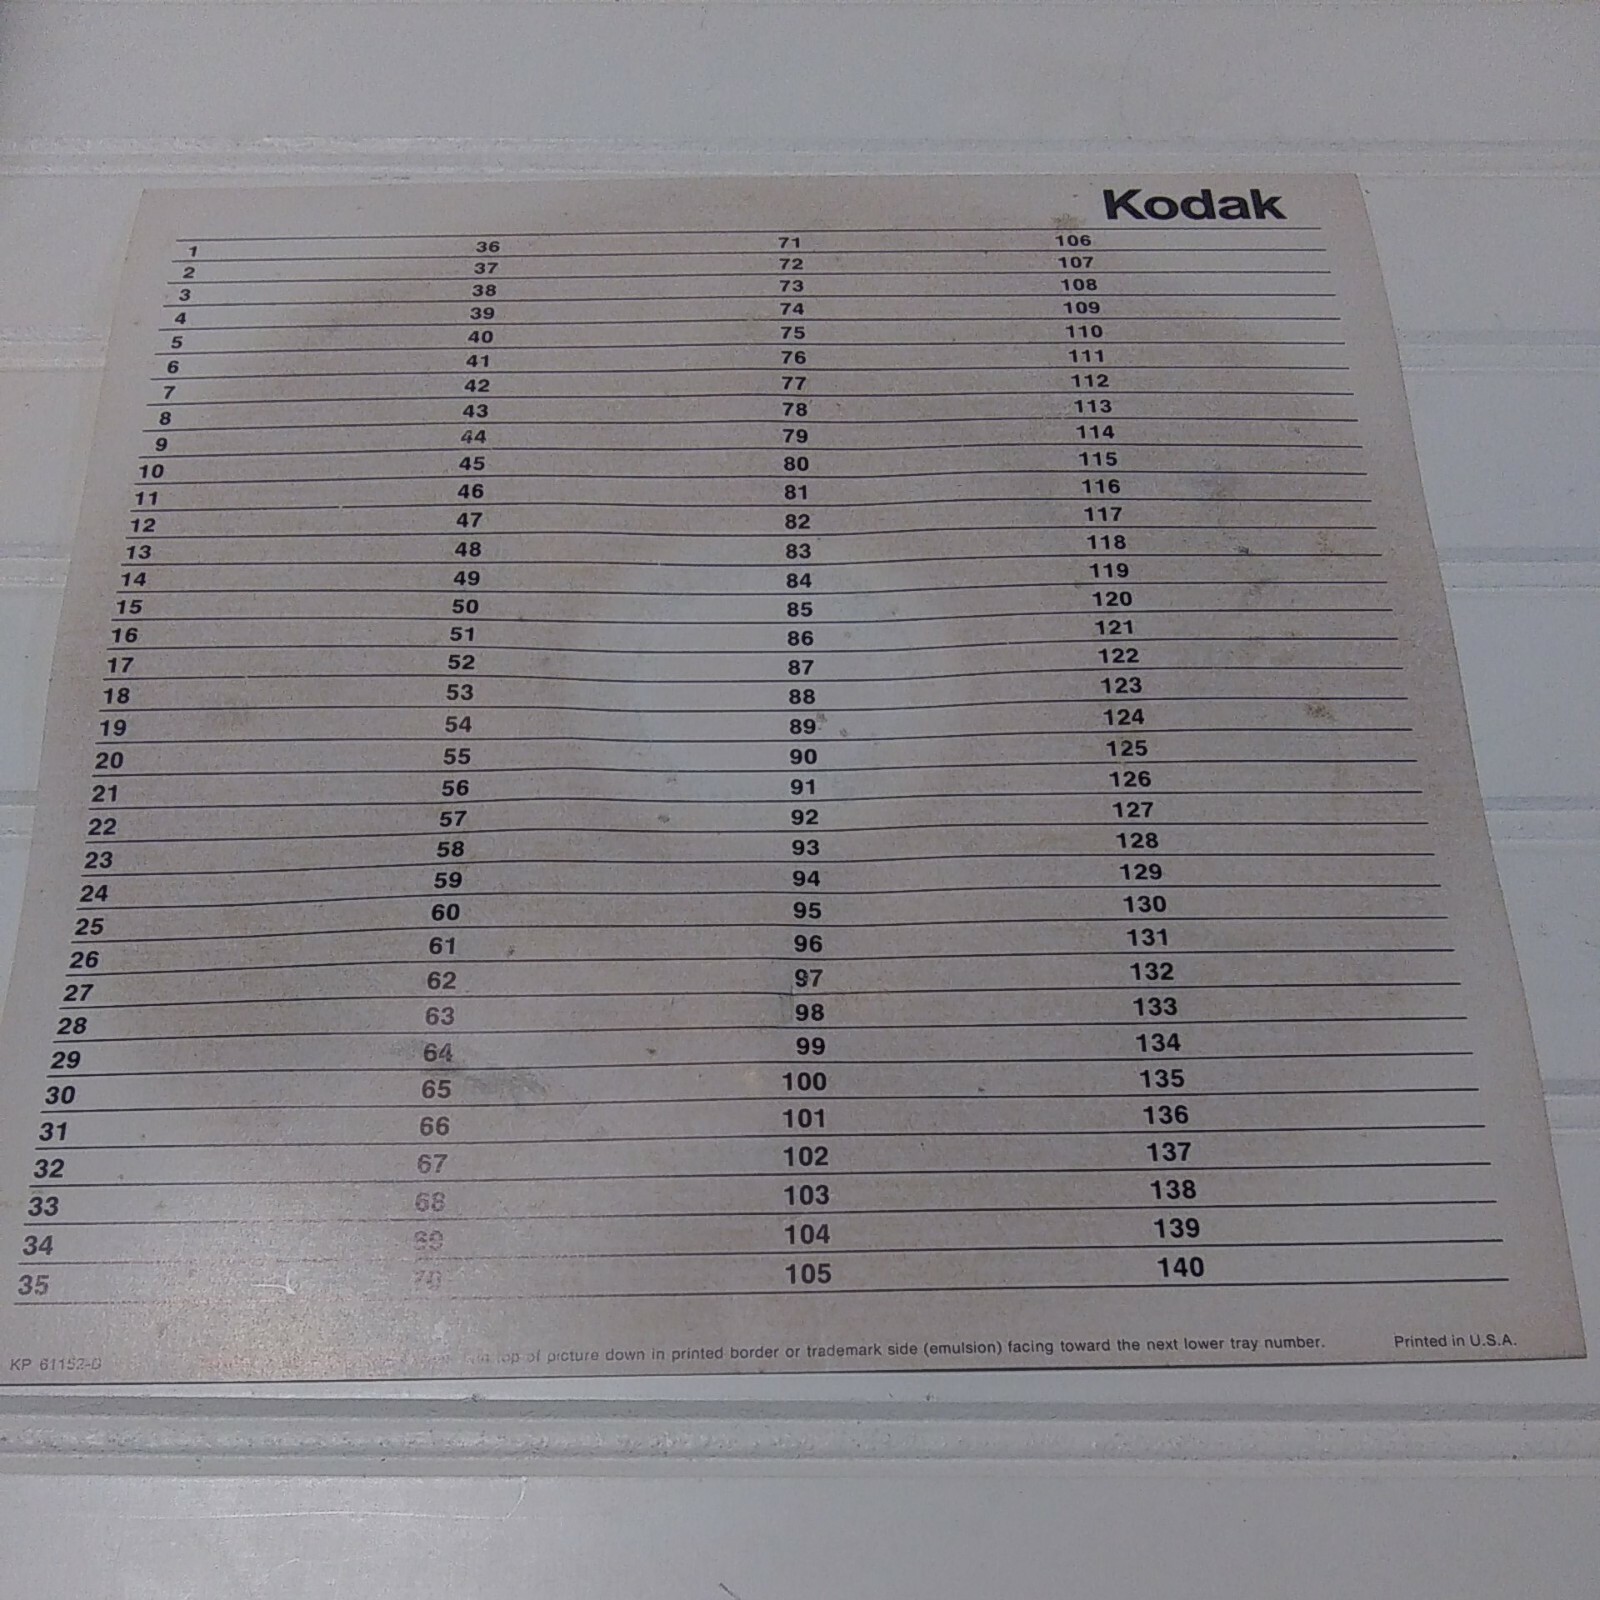 Kodak
1 36 71 106
2 37 72 107
3 38 73 108
4 39 74 109
5 40 75 110
6 41 76 111
7 42 77 112
8 43 78 113
9 44 79 114
10 45 80 115
11 46 81 116
12 47 82 117
13 48 83 118
14 49 84 119
15 50 85 120
16 51 86 121
17 52 87 122
18 53 88 123
19 54 89 124
20 55 90 125
21 56 91 126
22 57 92 127
23 58 93 128
24 59 94 129
25 60 95 130
26 61 96 131
27 62 97 132
28 63 98 133
29 64 99 134
30 65 100 135
31 66 101 136
32 67 102 137
33 68 103 138
34 69 104 139
35 70 105 140
KP 61152-G top of picture down in printed border or trademark side (emulsion) facing toward the next lower tray number. Printed in U.S.A.